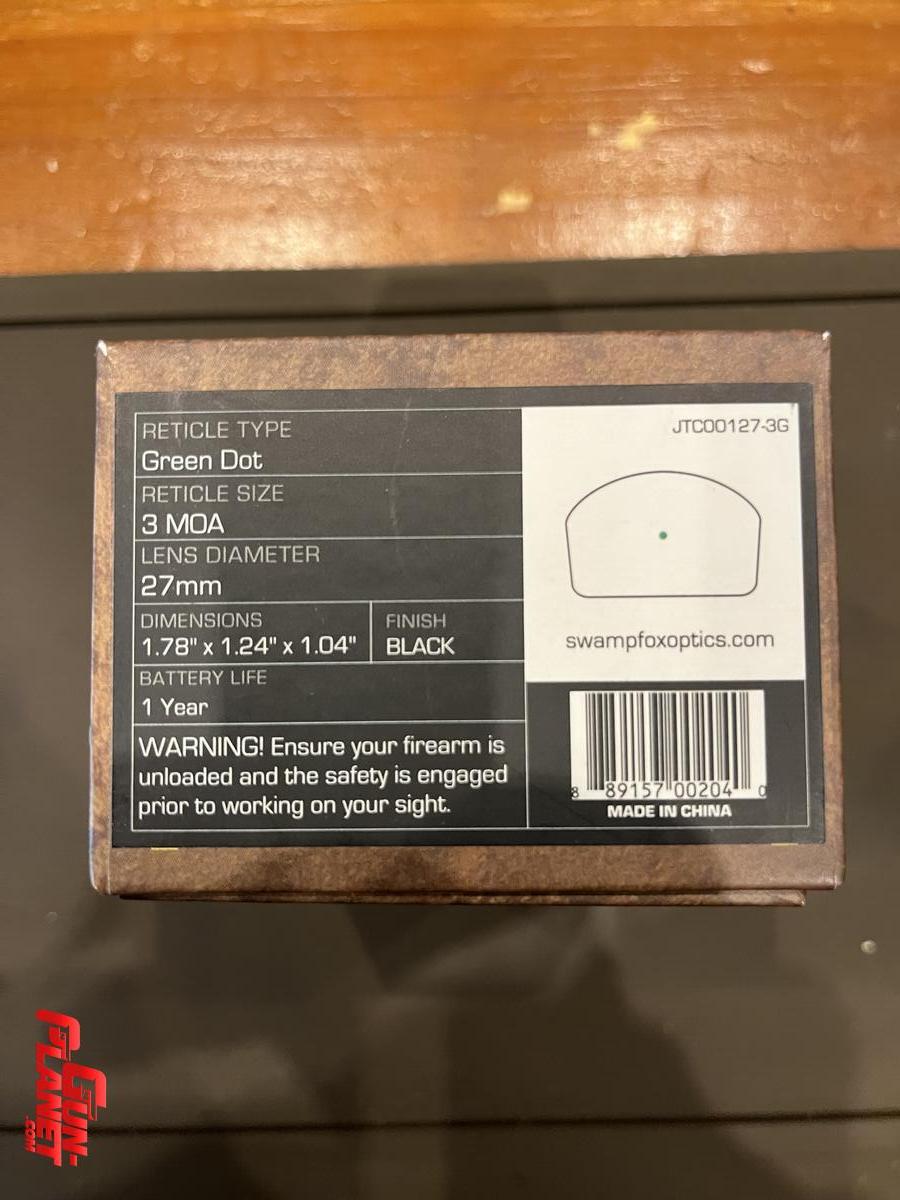 RETICLE TYPE
Green Dot
RETICLE SIZE
3 MOA
LENS DIAMETER
27mm
DIMENSIONS
1.78" x 1.24" x 1.04"
FINISH
BLACK
BATTERY LIFE
1 Year
WARNING! Ensure your firearm is
unloaded and the safety is engaged
prior to working on your sight.
JTC00127-3G
swampfoxoptics.com
8 89157 00204 0
MADE IN CHINA
GUN-
PLANET
.COM